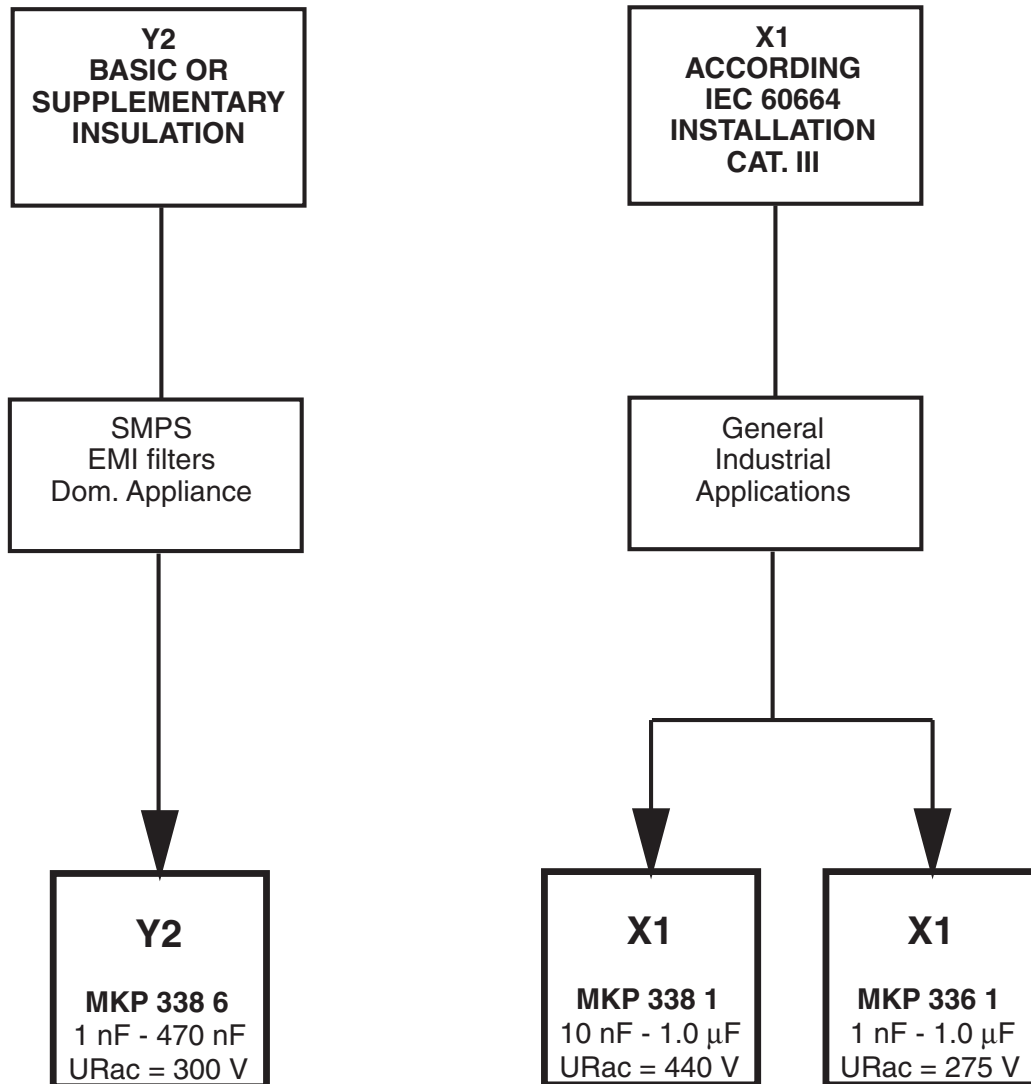 Y2
BASIC OR
SUPPLEMENTARY
INSULATION
SMPS
EMI filters
Dom. Appliance
Y2
MKP 338 6
1 nF - 470 nF
URac = 300 V
X1
ACCORDING
IEC 60664
INSTALLATION
CAT. III
General
Industrial
Applications
X1
MKP 338 1
10 nF - 1.0 μF
URac = 440 V
X1
MKP 336 1
1 nF - 1.0 μF
URac = 275 V